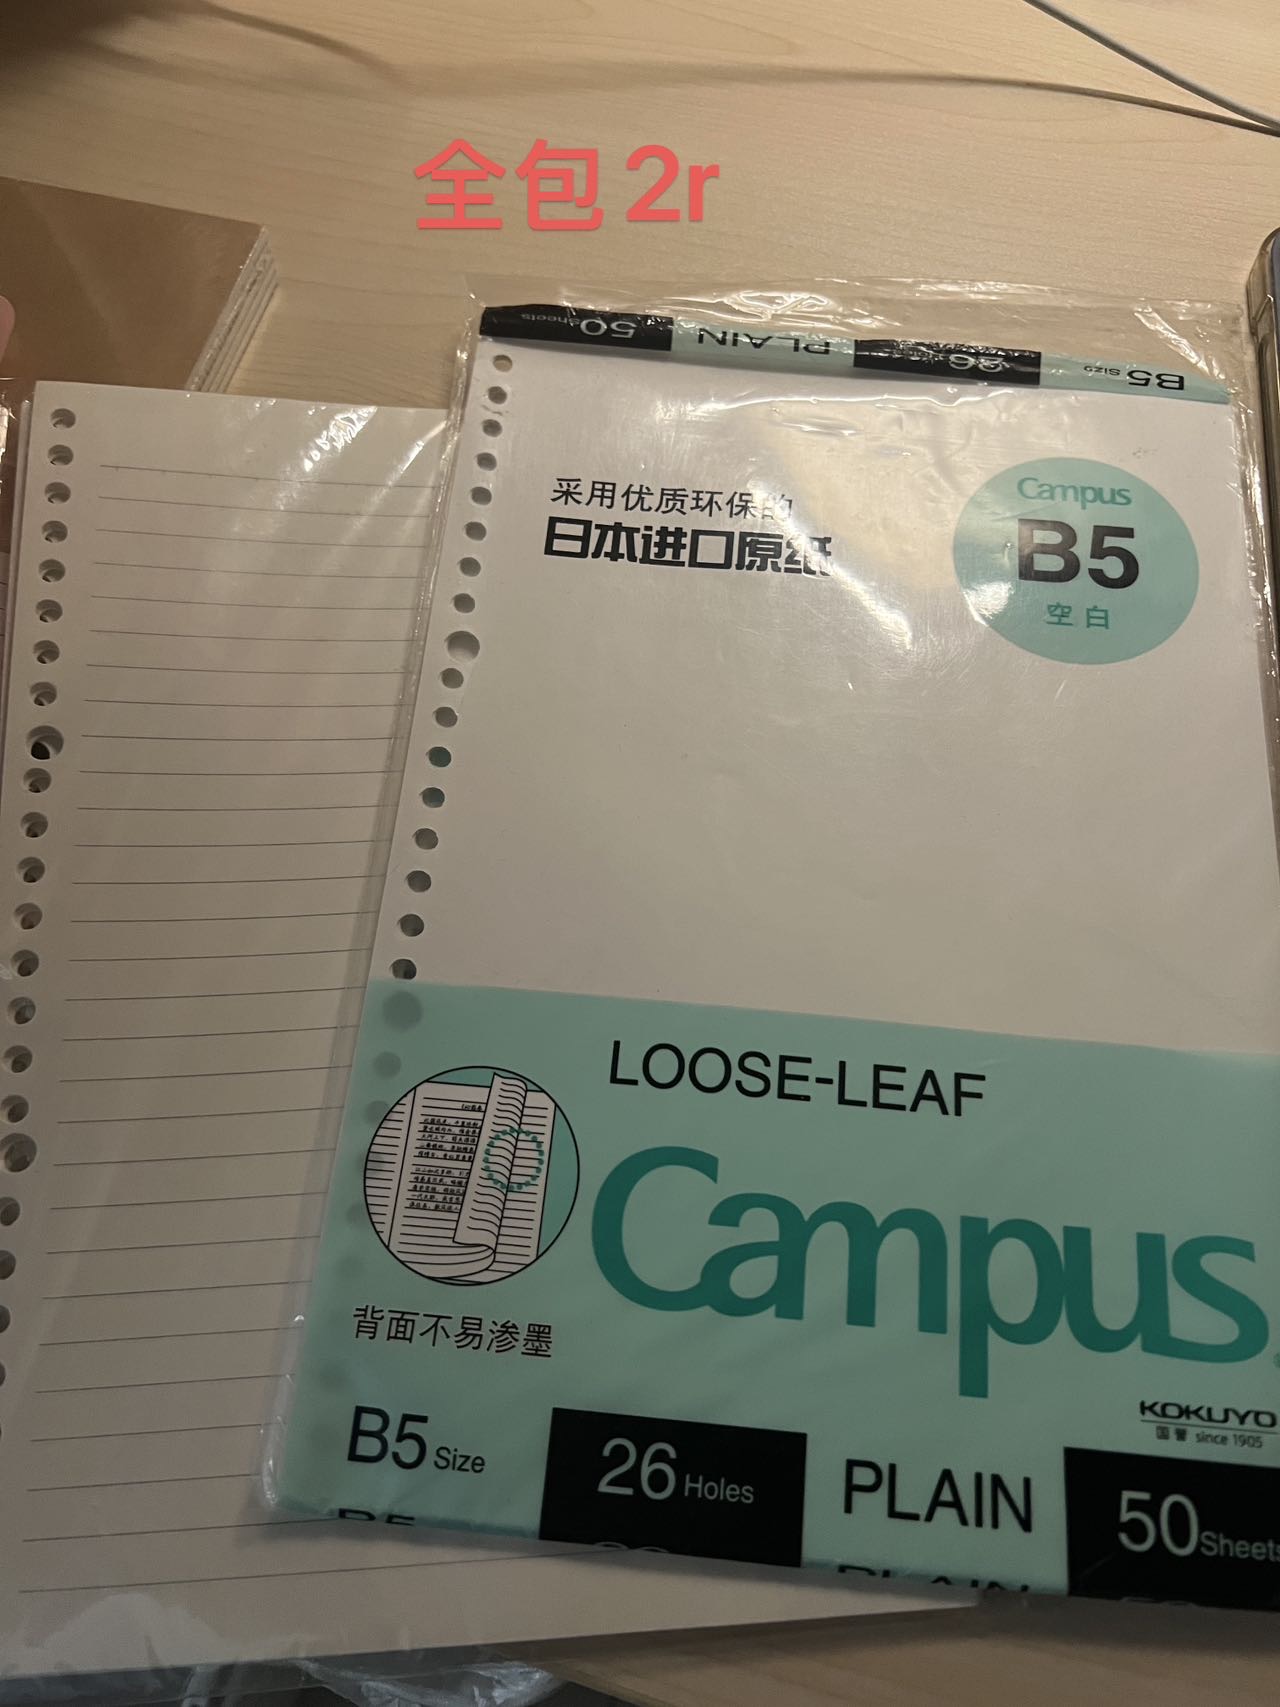 全包2r
50 Sheets PLAIN 26 B5 Size
采用优质环保的
日本进口原纸
Campus
B5
空白
LOOSE-LEAF
Campus
背面不易渗墨
KOKUYO
国誉 since 1905
B5 Size 26 Holes PLAIN 50 Sheets